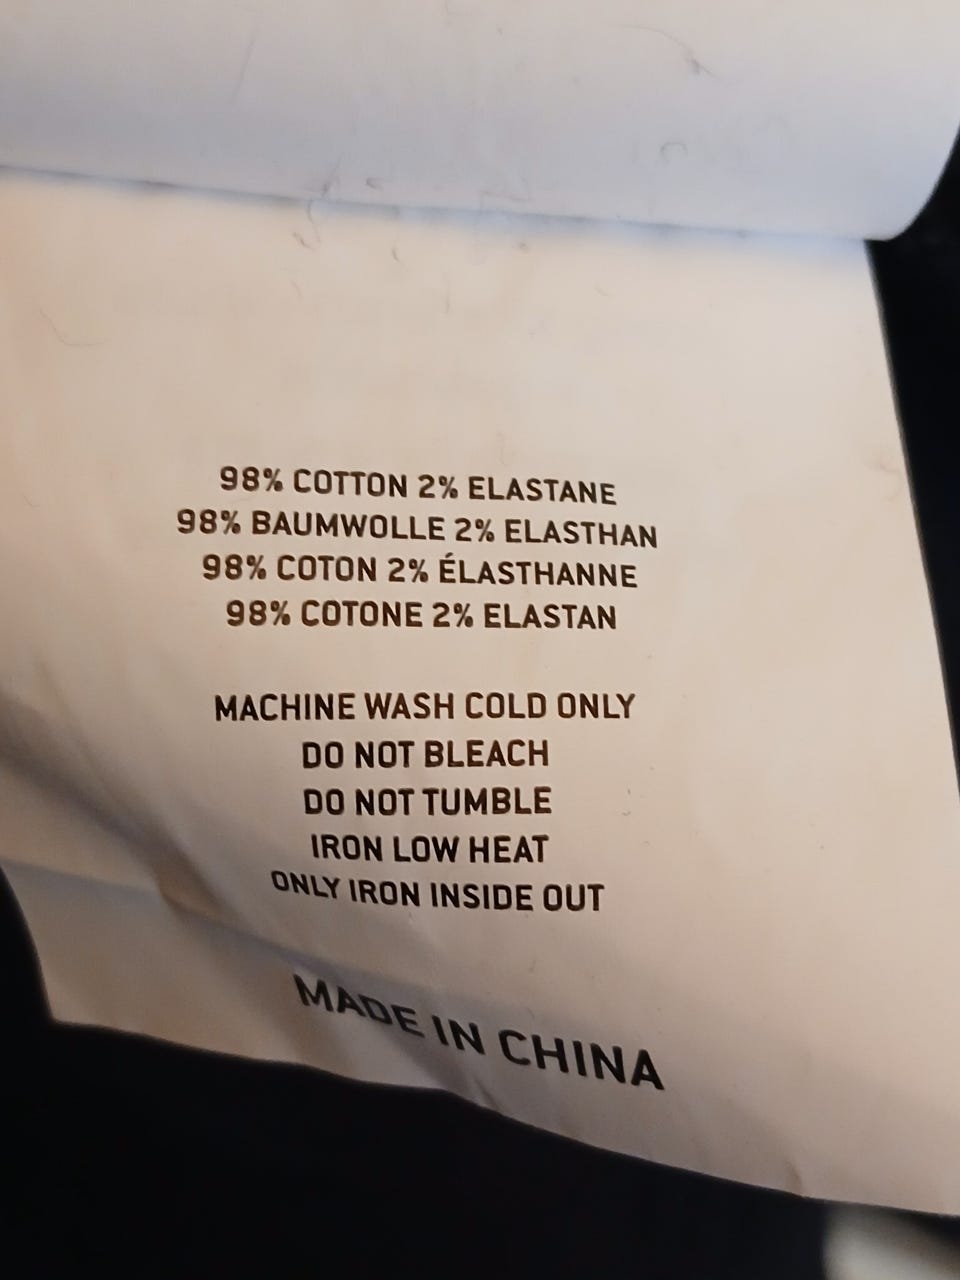 98% COTTON 2% ELASTANE
98% BAUMWOLLE 2% ELASTHAN
98% COTON 2% ÉLASTHANNE
98% COTONE 2% ELASTAN
MACHINE WASH COLD ONLY
DO NOT BLEACH
DO NOT TUMBLE
IRON LOW HEAT
ONLY IRON INSIDE OUT
MADE IN CHINA